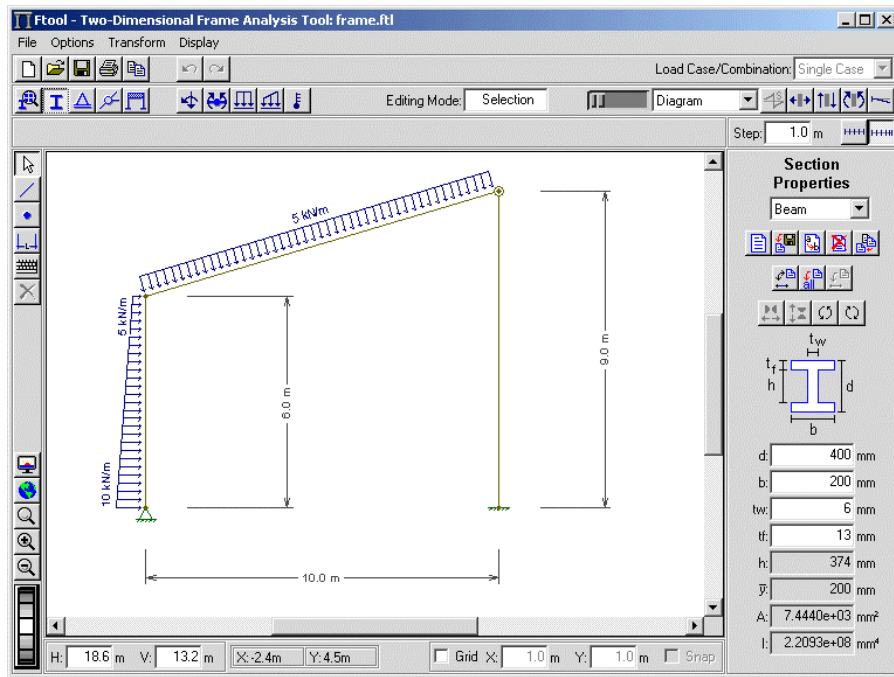 Ftool - Two-Dimensional Frame Analysis Tool: frame.ftl
File Options Transform Display
Load Case/Combination: Single Case
Editing Mode: Selection
Diagram
Step: 1.0 m
Section
Properties
Beam
5 kN/m
5 kN/m
10 kN/m
6.0 m
9.0 m
10.0 m
all
tw
tf
h
d
b
d: 400 mm
b: 200 mm
tw: 6 mm
tf: 13 mm
h: 374 mm
y: 200 mm
A: 7.4440e+03 mm²
I: 2.2093e+08 mm⁴
H: 18.6 m V: 13.2 m X:-2.4m Y:4.5m Grid X: 1.0 m Y: 1.0 m Snap